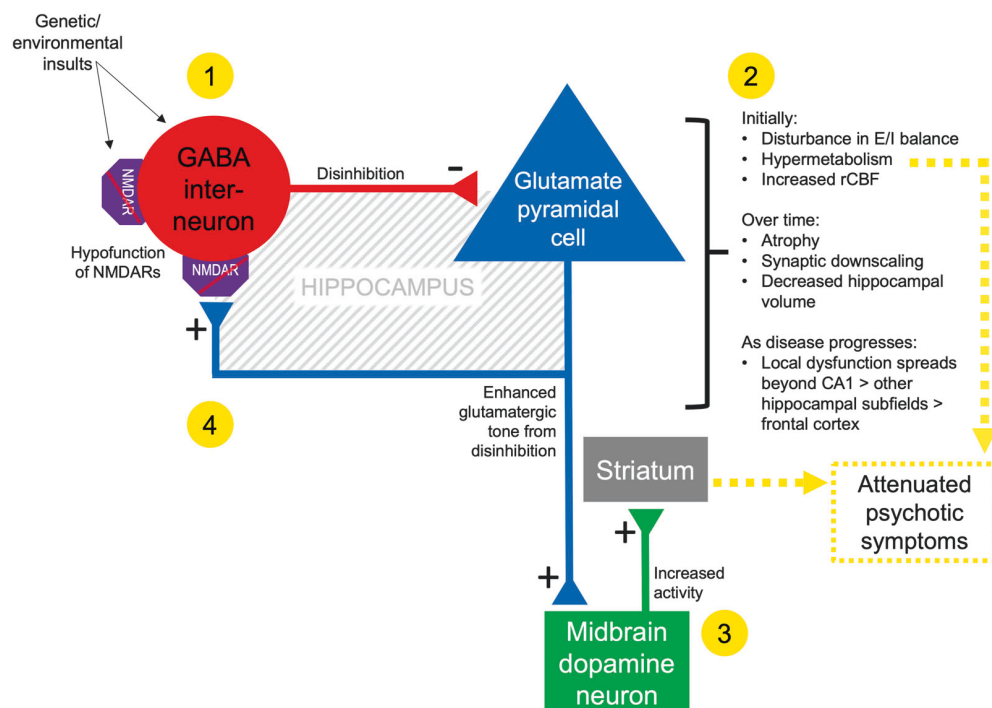 Genetic/
environmental
insults
1
GABA
inter-
neuron
NMDAR
NMDAR
Hypofunction
of NMDARs
Disinhibition
-
Glutamate
pyramidal
cell
HIPPOCAMPUS
+
4
Enhanced
glutamatergic
tone from
disinhibition
2
Initially:
• Disturbance in E/I balance
• Hypermetabolism
• Increased rCBF
Over time:
• Atrophy
• Synaptic downscaling
• Decreased hippocampal
volume
As disease progresses:
• Local dysfunction spreads
beyond CA1 > other
hippocampal subfields >
frontal cortex
Striatum
Attenuated
psychotic
symptoms
+
+
Increased
activity
3
Midbrain
dopamine
neuron